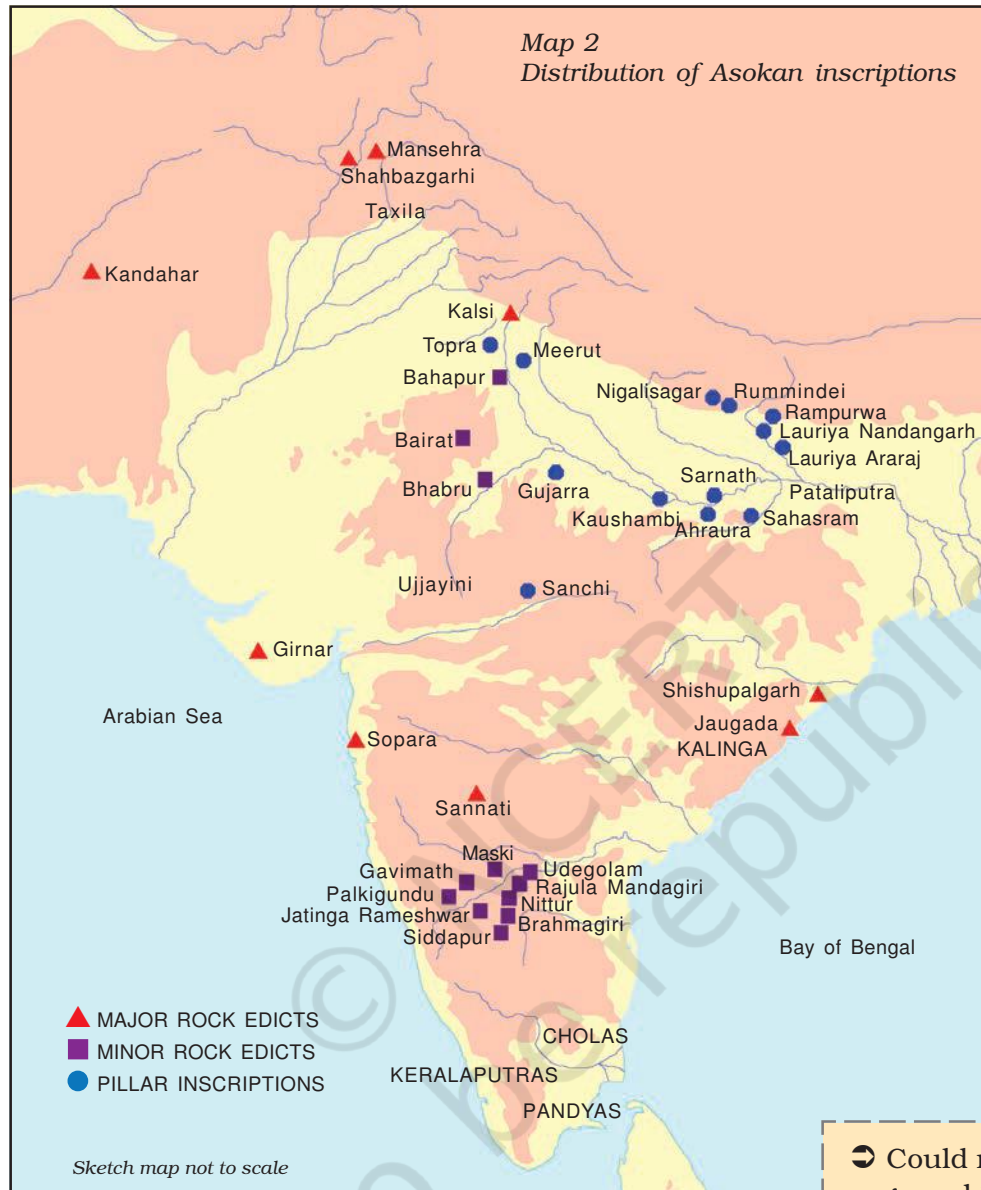 Map 2
Distribution of Asokan inscriptions
Mansehra
Shahbazgarhi
Taxila
Kandahar
Kalsi
Topra
Meerut
Bahapur
Nigalisagar
Rummindei
Rampurwa
Bairat
Lauriya Nandangarh
Lauriya Araraj
Bhabru
Gujarra
Sarnath
Pataliputra
Kaushambi
Sahasram
Ahraura
Ujjayini
Sanchi
Girnar
Shishupalgarh
Arabian Sea
Jaugada
Sopara
KALINGA
Sannati
Maski
Gavimath
Udegolam
Palkigundu
Rajula Mandagiri
Nittur
Jatinga Rameshwar
Brahmagiri
Siddapur
Bay of Bengal
MAJOR ROCK EDICTS
MINOR ROCK EDICTS
PILLAR INSCRIPTIONS
CHOLAS
KERALAPUTRAS
PANDYAS
Sketch map not to scale
➲ Could
© NCERT
be republis